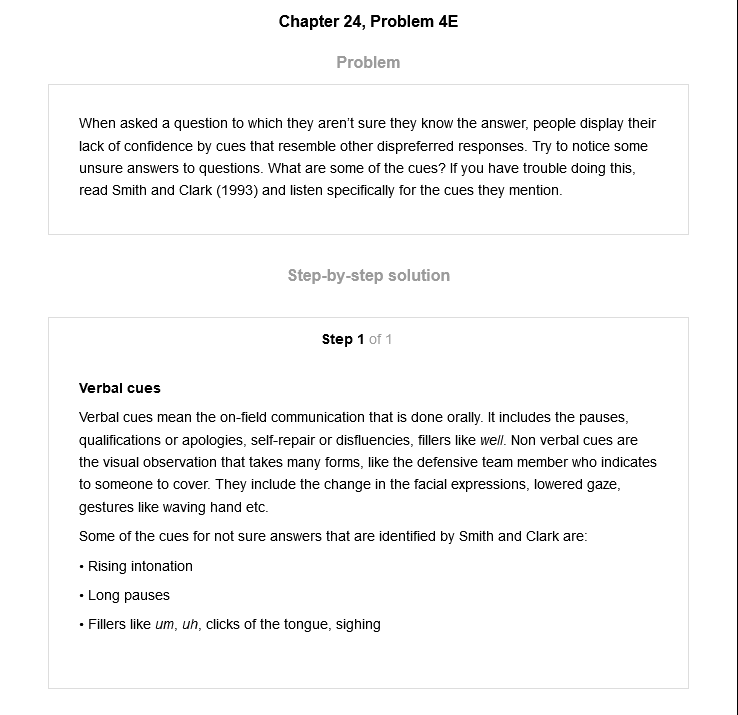 Chapter 24, Problem 4E
Problem
When asked a question to which they aren't sure they know the answer, people display their
lack of confidence by cues that resemble other dispreferred responses. Try to notice some
unsure answers to questions. What are some of the cues? If you have trouble doing this,
read Smith and Clark (1993) and listen specifically for the cues they mention.
Step-by-step solution
Step 1 of 1
Verbal cues
Verbal cues mean the on-field communication that is done orally. It includes the pauses,
qualifications or apologies, self-repair or disfluencies, fillers like well. Non verbal cues are
the visual observation that takes many forms, like the defensive team member who indicates
to someone to cover. They include the change in the facial expressions, lowered gaze,
gestures like waving hand etc.
Some of the cues for not sure answers that are identified by Smith and Clark are:
• Rising intonation
• Long pauses
• Fillers like um, uh, clicks of the tongue, sighing